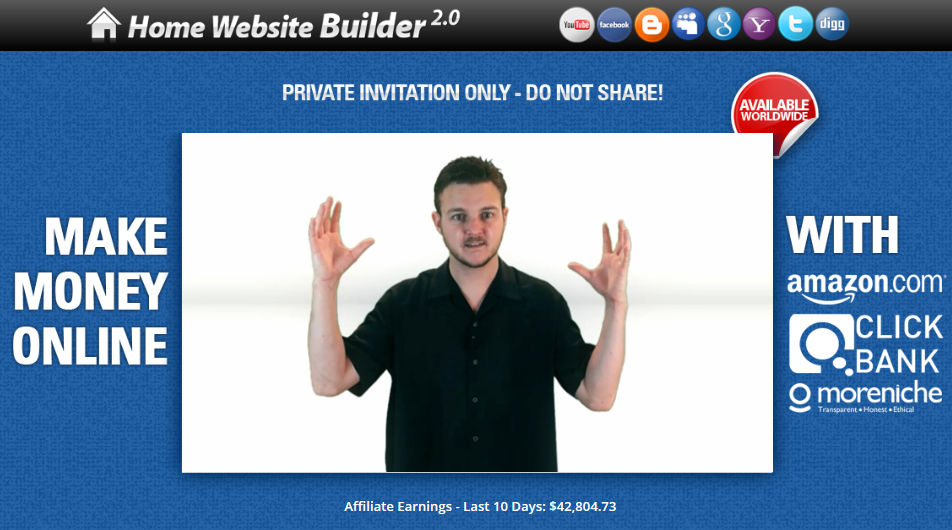 Home Website Builder 2.0
YouTube
facebook
digg
PRIVATE INVITATION ONLY - DO NOT SHARE!
AVAILABLE
WORLDWIDE
MAKE
MONEY
ONLINE
WITH
amazon.com
CLICK
BANK
moreniche
Transparent • Honest • Ethical
Affiliate Earnings - Last 10 Days: $42,804.73